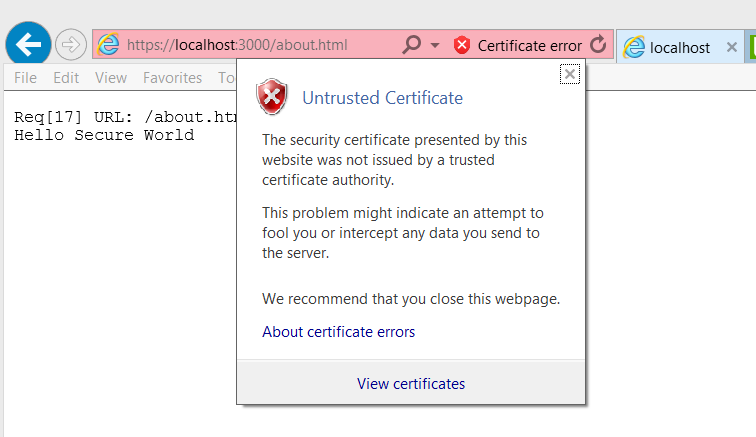 https://localhost:3000/about.html
Certificate error
localhost
File Edit View Favorites
Req[17] URL: /about.
Hello Secure World
Untrusted Certificate
The security certificate presented by this
website was not issued by a trusted
certificate authority.
This problem might indicate an attempt to
fool you or intercept any data you send to
the server.
We recommend that you close this webpage.
About certificate errors
View certificates